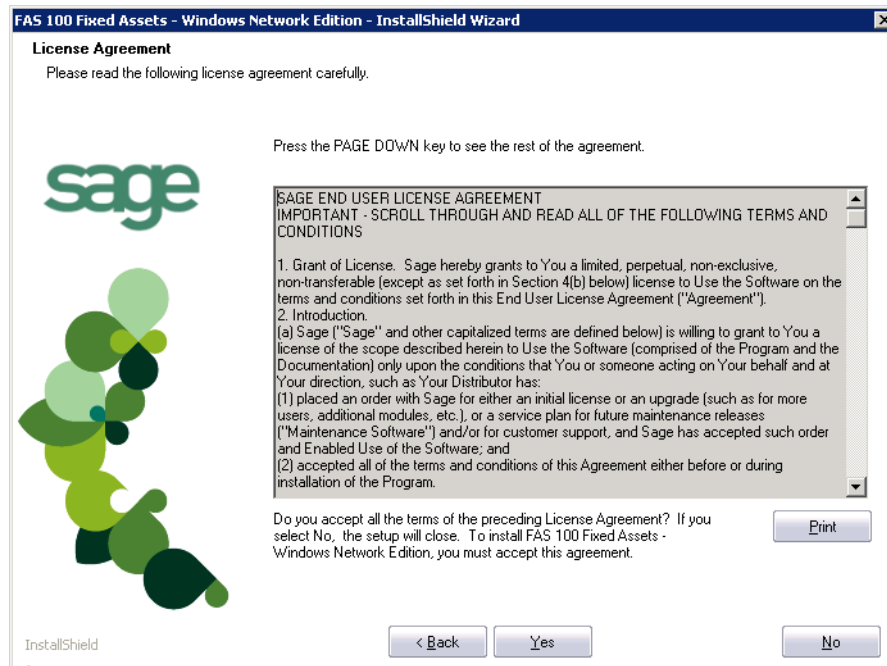 FAS 100 Fixed Assets - Windows Network Edition - InstallShield Wizard
License Agreement
Please read the following license agreement carefully.
Press the PAGE DOWN key to see the rest of the agreement.
sage
SAGE END USER LICENSE AGREEMENT
IMPORTANT - SCROLL THROUGH AND READ ALL OF THE FOLLOWING TERMS AND
CONDITIONS
1. Grant of License.  Sage hereby grants to You a limited, perpetual, non-exclusive,
non-transferable (except as set forth in Section 4(b) below) license to Use the Software on the
terms and conditions set forth in this End User License Agreement ("Agreement").
2. Introduction.
(a) Sage ("Sage" and other capitalized terms are defined below) is willing to grant to You a
license of the scope described herein to Use the Software (comprised of the Program and the
Documentation) only upon the conditions that You or someone acting on Your behalf and at
Your direction, such as Your Distributor has:
(1) placed an order with Sage for either an initial license or an upgrade (such as for more
users, additional modules, etc.), or a service plan for future maintenance releases
("Maintenance Software") and/or for customer support, and Sage has accepted such order
and Enabled Use of the Software; and
(2) accepted all of the terms and conditions of this Agreement either before or during
installation of the Program.
Do you accept all the terms of the preceding License Agreement?  If you
select No,  the setup will close.  To install FAS 100 Fixed Assets -
Windows Network Edition, you must accept this agreement.
Print
InstallShield
< Back
Yes
No